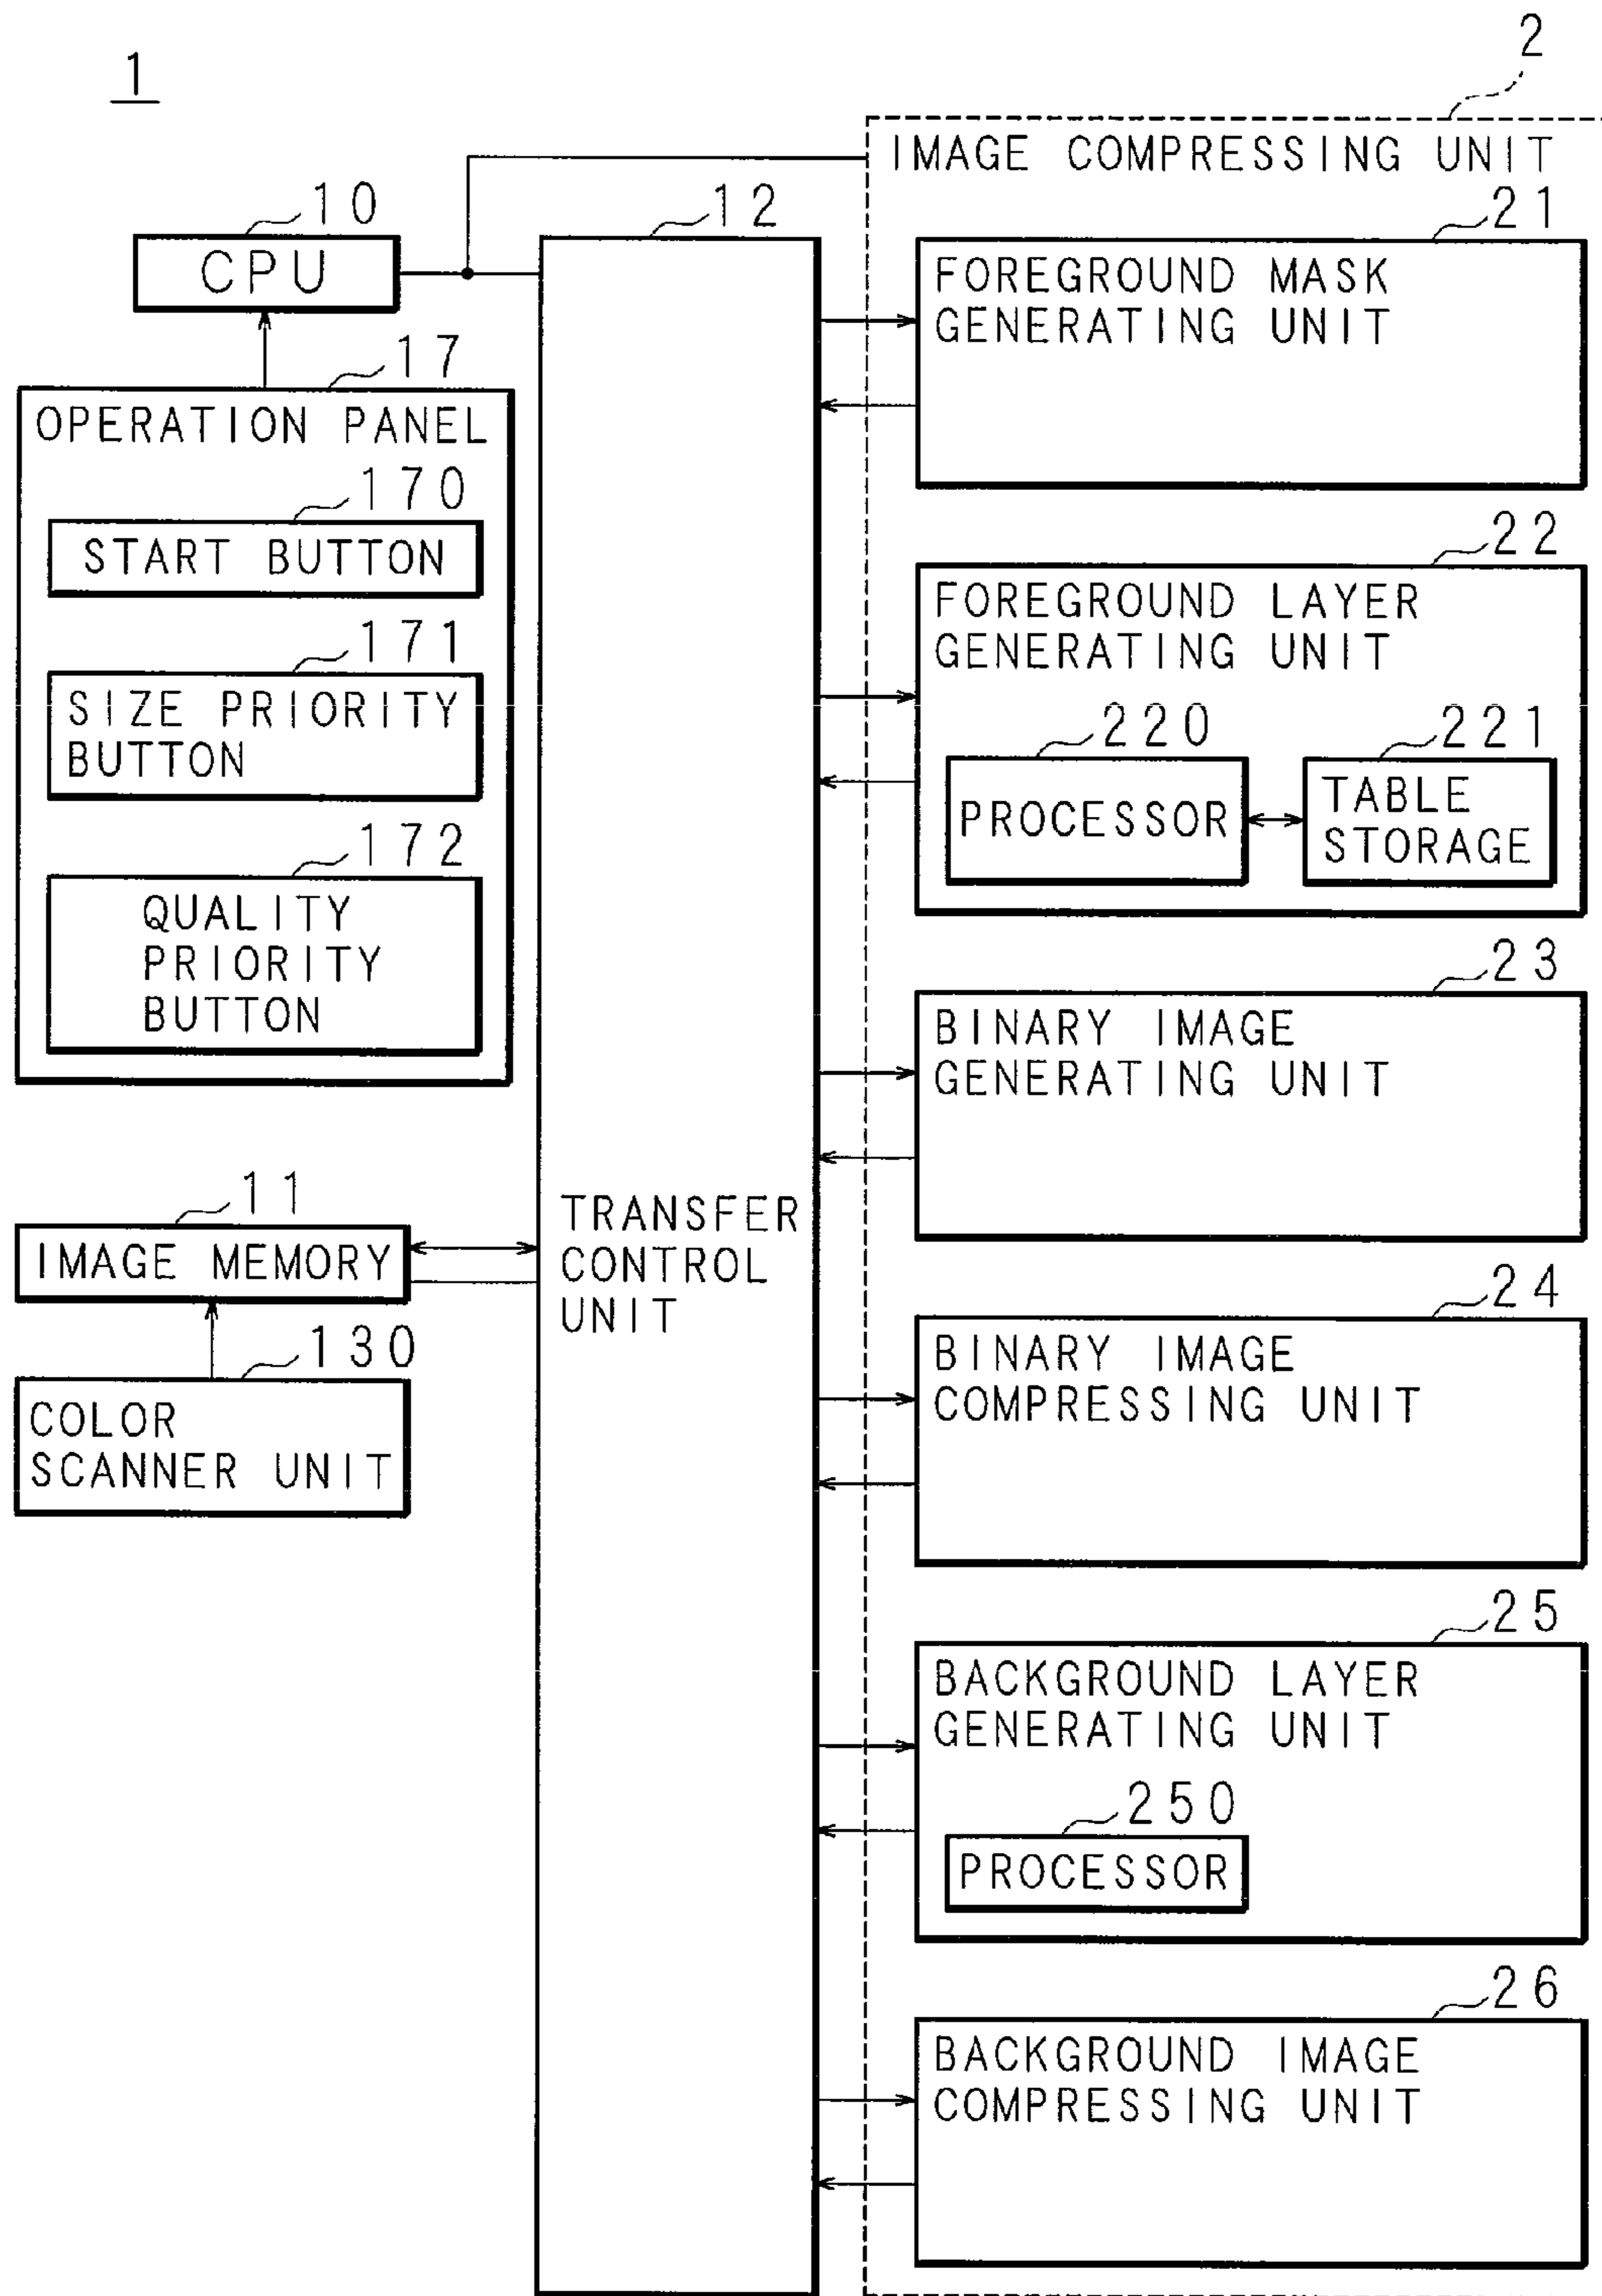 1
2
IMAGE COMPRESSING UNIT
10
CPU
17
OPERATION PANEL
170
START BUTTON
171
SIZE PRIORITY
BUTTON
172
QUALITY
PRIORITY
BUTTON
11
IMAGE MEMORY
130
COLOR
SCANNER UNIT
12
TRANSFER
CONTROL
UNIT
21
FOREGROUND MASK
GENERATING UNIT
22
FOREGROUND LAYER
GENERATING UNIT
220
PROCESSOR
221
TABLE
STORAGE
23
BINARY IMAGE
GENERATING UNIT
24
BINARY IMAGE
COMPRESSING UNIT
25
BACKGROUND LAYER
GENERATING UNIT
250
PROCESSOR
26
BACKGROUND IMAGE
COMPRESSING UNIT